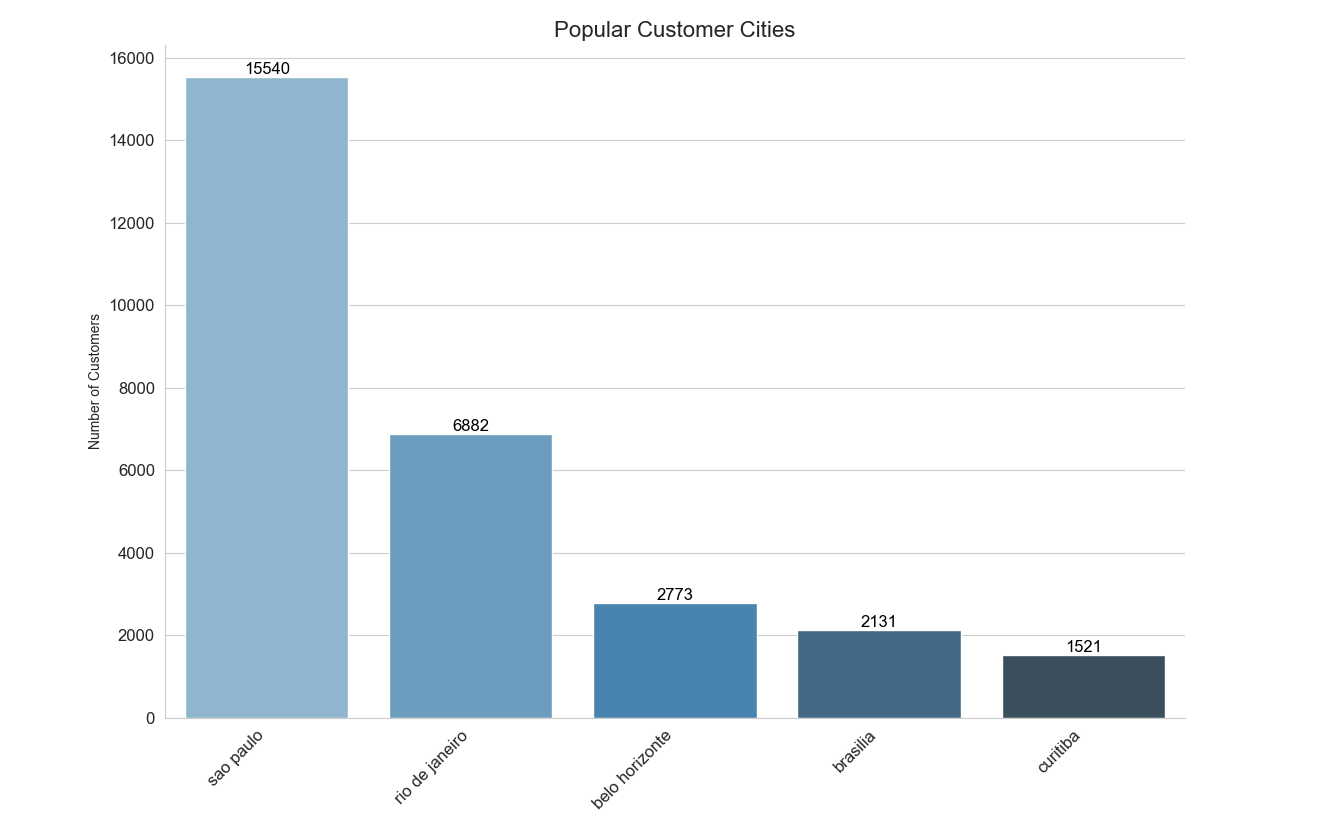 Popular Customer Cities
Number of Customers
16000
14000
12000
10000
8000
6000
4000
2000
0
15540
6882
2773
2131
1521
sao paulo
rio de janeiro
belo horizonte
brasilia
curitiba